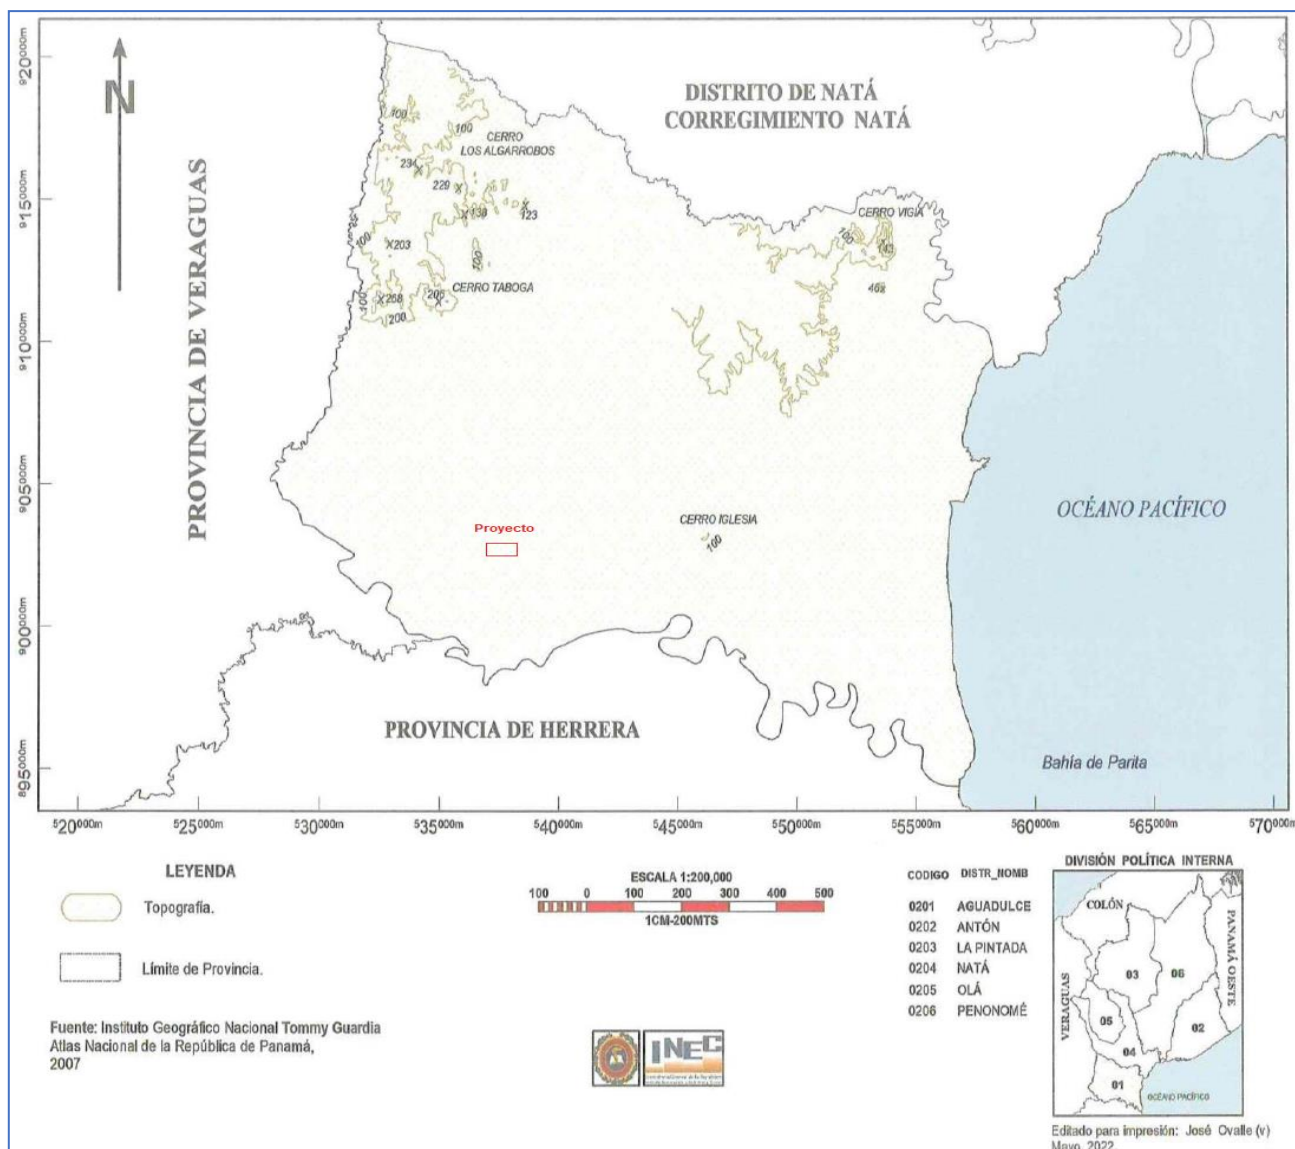 920000m
915000m
910000m
905000m
900000m
895000m
N
PROVINCIA DE VERAGUAS
DISTRITO DE NATÁ
CORREGIMIENTO NATÁ
100
100
CERRO
LOS ALGARROBOS
234
229
138
123
100
203
100
CERRO TABOGA
100
268
205
200
CERRO VIGIA
100
Proyecto
CERRO IGLESIA
100
OCÉANO PACÍFICO
PROVINCIA DE HERRERA
Bahía de Parita
520000m 525000m 530000m 535000m 540000m 545000m 550000m 555000m 560000m 565000m 570000m
LEYENDA
Topografía.
Límite de Provincia.
Fuente: Instituto Geográfico Nacional Tommy Guardia
Atlas Nacional de la República de Panamá,
2007
ESCALA 1:200,000
100 0 100 200 300 400 500
1CM-200MTS
INEC
CODIGO DISTR_NOMB
0201 AGUADULCE
0202 ANTÓN
0203 LA PINTADA
0204 NATÁ
0205 OLÁ
0206 PENONOMÉ
DIVISIÓN POLÍTICA INTERNA
COLÓN
PANAMÁ OESTE
VERAGUAS
03
06
05
02
04
01
OCÉANO PACÍFICO
Editado para impresión: José Ovalle (v)
Mayo, 2022.